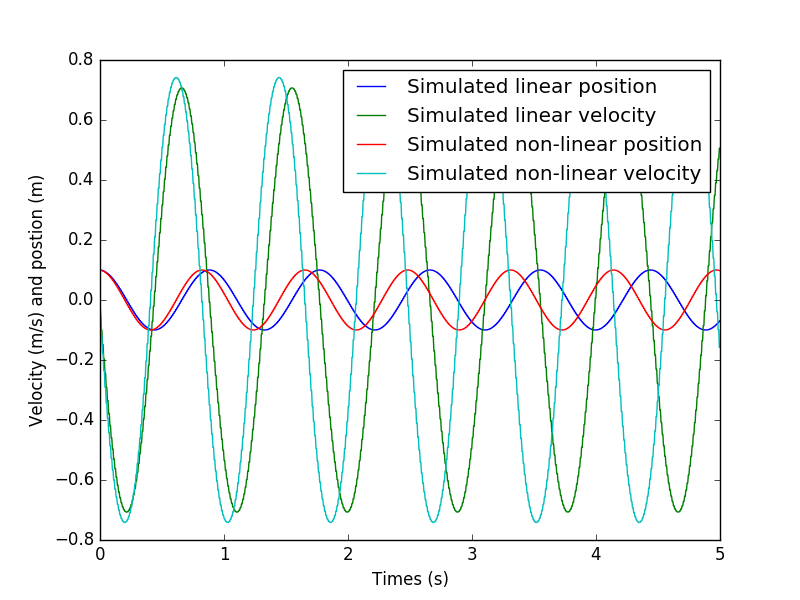 0.8
0.6
0.4
0.2
0.0
−0.2
−0.4
−0.6
−0.8
Velocity (m/s) and postion (m)
Simulated linear position
Simulated linear velocity
Simulated non-linear position
Simulated non-linear velocity
0 1 2 3 4 5
Times (s)